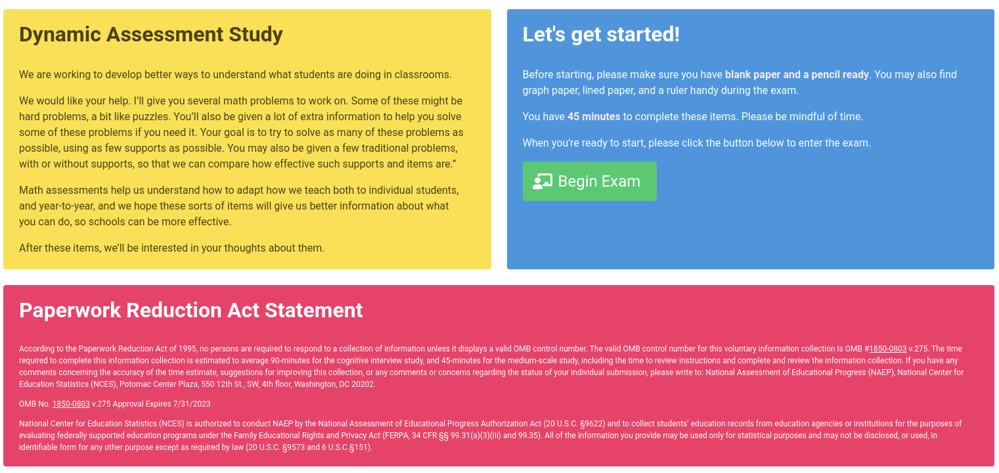 Dynamic Assessment Study
We are working to develop better ways to understand what students are doing in classrooms.
We would like your help. I’ll give you several math problems to work on. Some of these might be
hard problems, a bit like puzzles. You’ll also be given a lot of extra information to help you solve
some of these problems if you need it. Your goal is to try to solve as many of these problems as
possible, using as few supports as possible. You may also be given a few traditional problems,
with or without supports, so that we can compare how effective such supports and items are.”
Math assessments help us understand how to adapt how we teach both to individual students,
and year-to-year, and we hope these sorts of items will give us better information about what
you can do, so schools can be more effective.
After these items, we’ll be interested in your thoughts about them.
Let's get started!
Before starting, please make sure you have blank paper and a pencil ready. You may also find
graph paper, lined paper, and a ruler handy during the exam.
You have 45 minutes to complete these items. Please be mindful of time.
When you're ready to start, please click the button below to enter the exam.
Begin Exam
Paperwork Reduction Act Statement
According to the Paperwork Reduction Act of 1995, no persons are required to respond to a collection of information unless it displays a valid OMB control number. The valid OMB control number for this voluntary information collection is OMB #1850-0803 v.275. The time
required to complete this information collection is estimated to average 90-minutes for the cognitive interview study, and 45-minutes for the medium-scale study, including the time to review instructions and complete and review the information collection. If you have any
comments concerning the accuracy of the time estimate, suggestions for improving this collection, or any comments or concerns regarding the status of your individual submission, please write to: National Assessment of Educational Progress (NAEP), National Center for
Education Statistics (NCES), Potomac Center Plaza, 550 12th St., SW, 4th floor, Washington, DC 20202.
OMB No. 1850-0803 v.275 Approval Expires 7/31/2023
National Center for Education Statistics (NCES) is authorized to conduct NAEP by the National Assessment of Educational Progress Authorization Act (20 U.S.C. §9622) and to collect students’ education records from education agencies or institutions for the purposes of
evaluating federally supported education programs under the Family Educational Rights and Privacy Act (FERPA, 34 CFR §§ 99.31(a)(3)(iii) and 99.35). All of the information you provide may be used only for statistical purposes and may not be disclosed, or used, in
identifiable form for any other purpose except as required by law (20 U.S.C. §9573 and 6 U.S.C.§151).